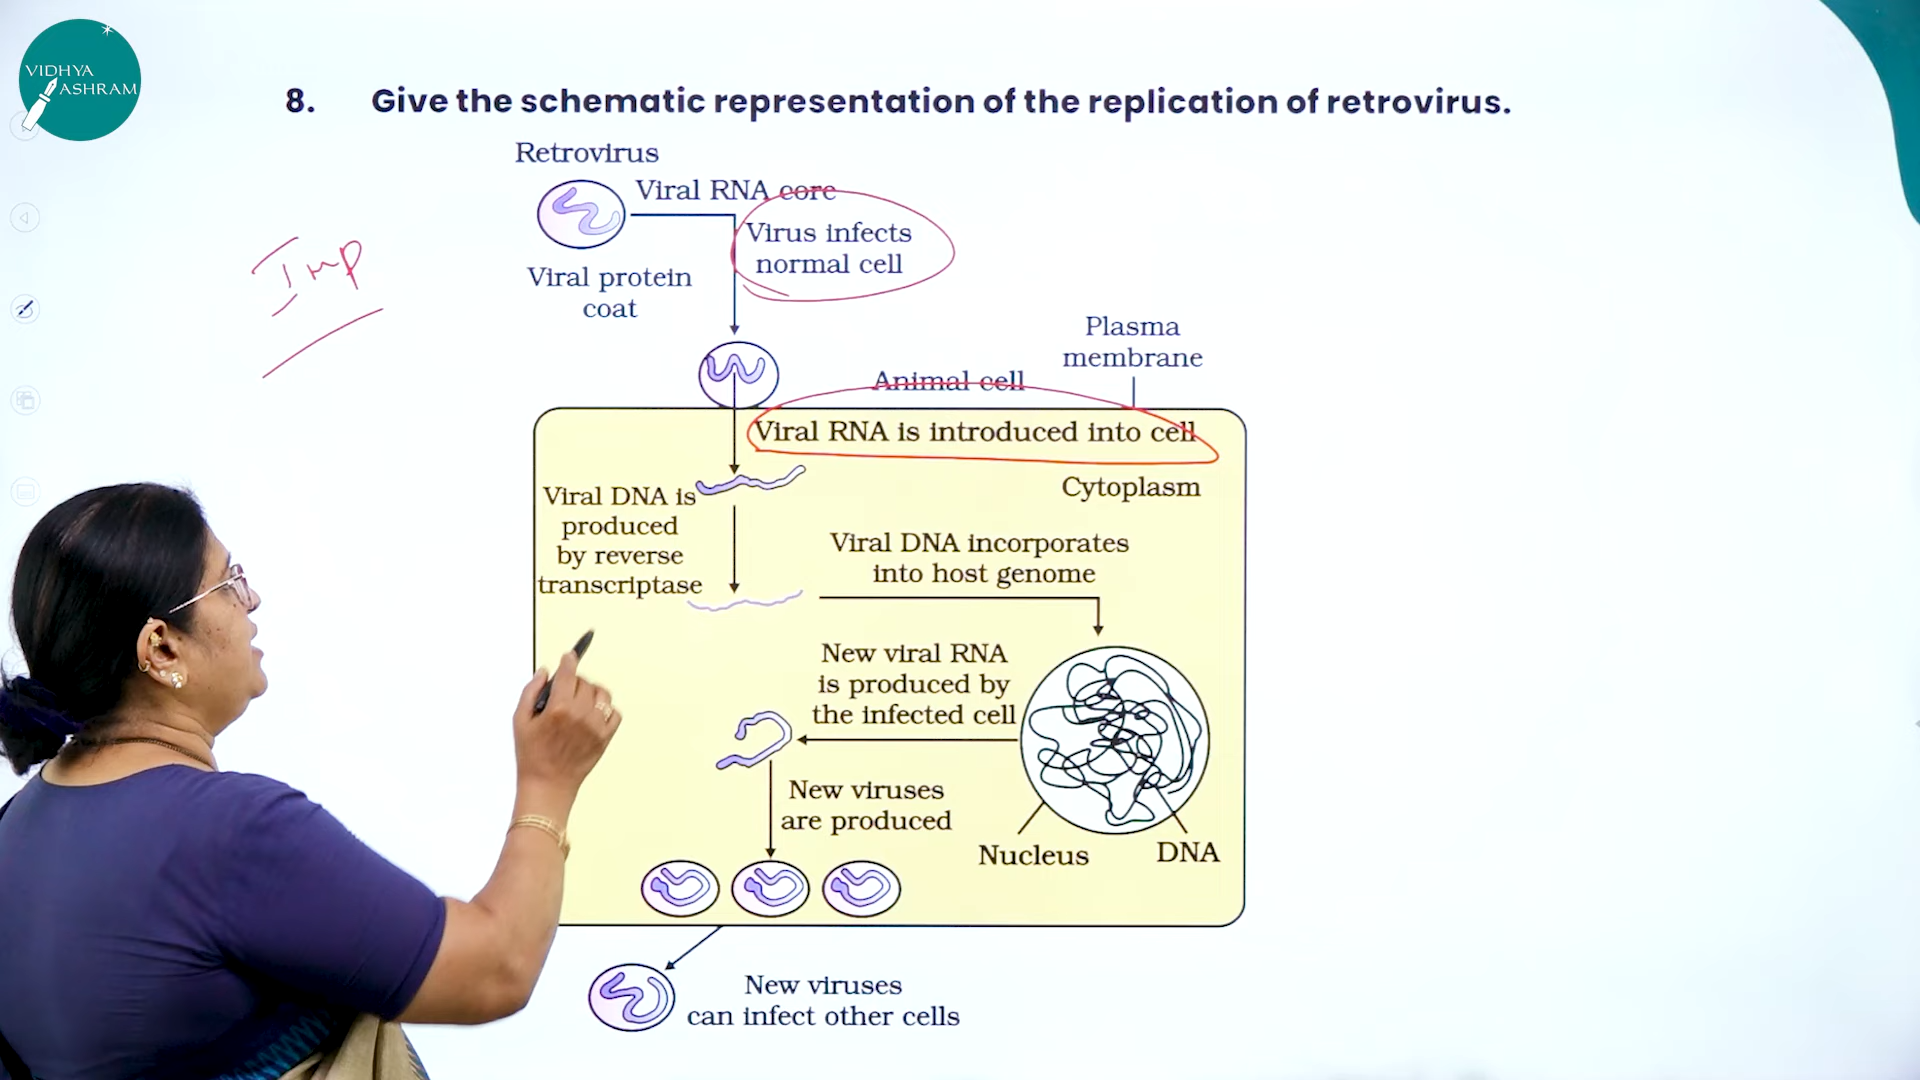 VIDHYA
ASHRAM
8. Give the schematic representation of the replication of retrovirus.
Retrovirus
Viral RNA core
Virus infects
normal cell
Viral protein
coat
Imp
Plasma
membrane
Animal cell
Viral RNA is introduced into cell
Cytoplasm
Viral DNA is
produced
by reverse
transcriptase
Viral DNA incorporates
into host genome
New viral RNA
is produced by
the infected cell
New viruses
are produced
Nucleus
DNA
New viruses
can infect other cells